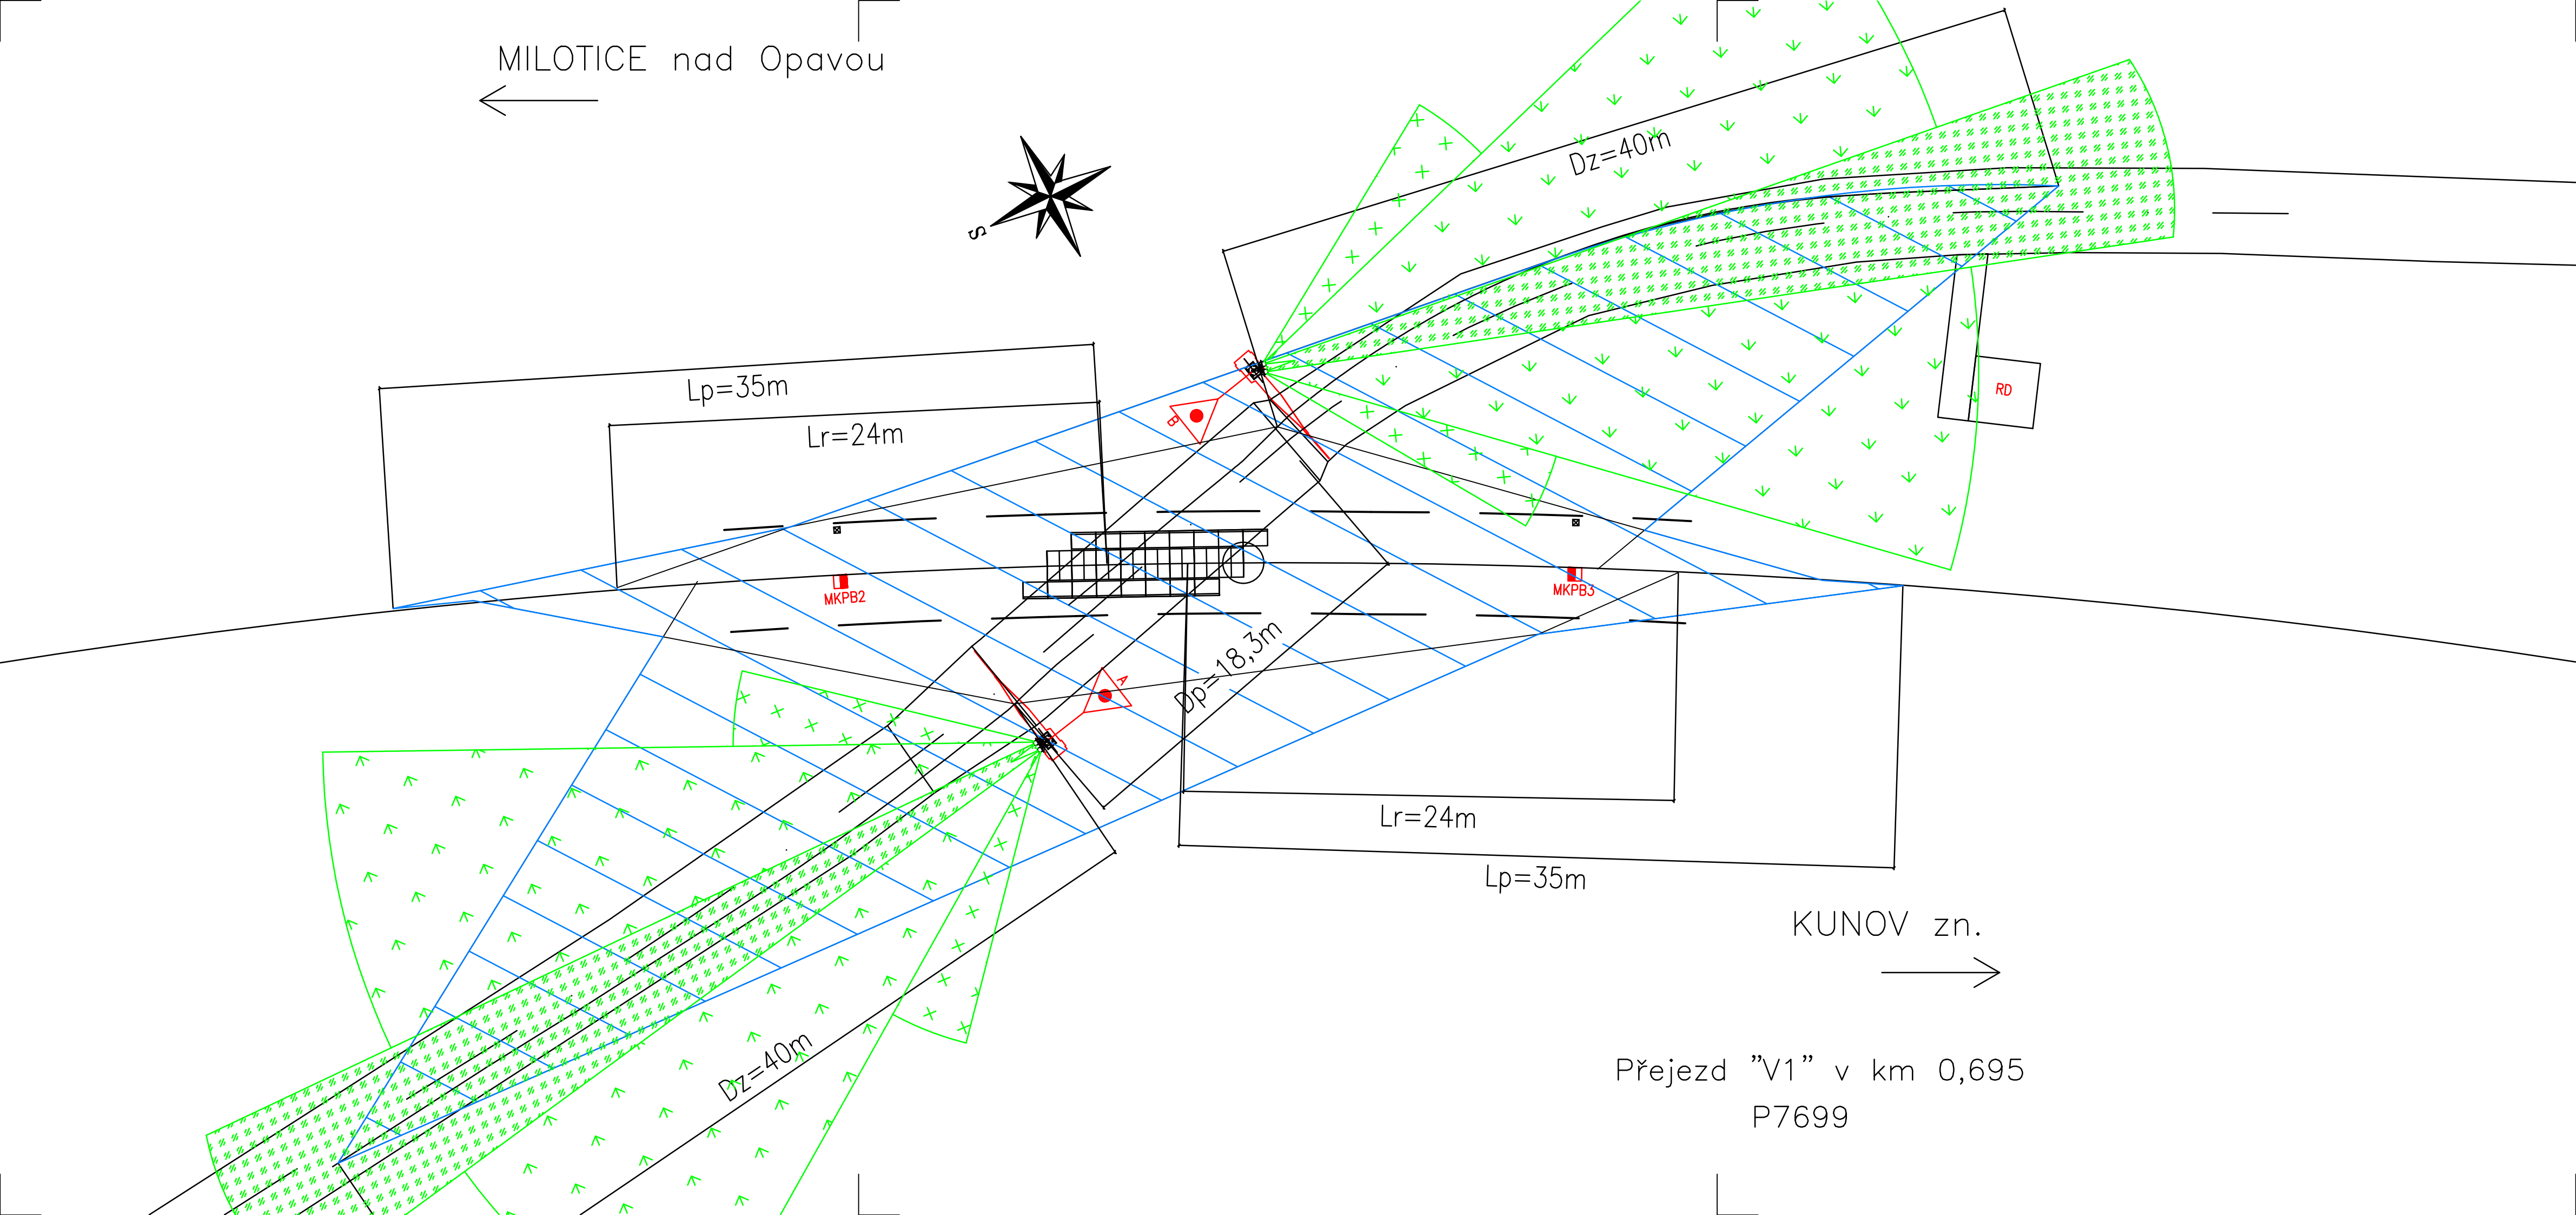 MILOTICE nad Opavou
Dz=40m
S
Lp=35m
Lr=24m
B
RD
MKPB2
MKPB3
A
Dp=18,3m
Lr=24m
Lp=35m
KUNOV zn.
Dz=40m
Přejezd "V1" v km 0,695
P7699